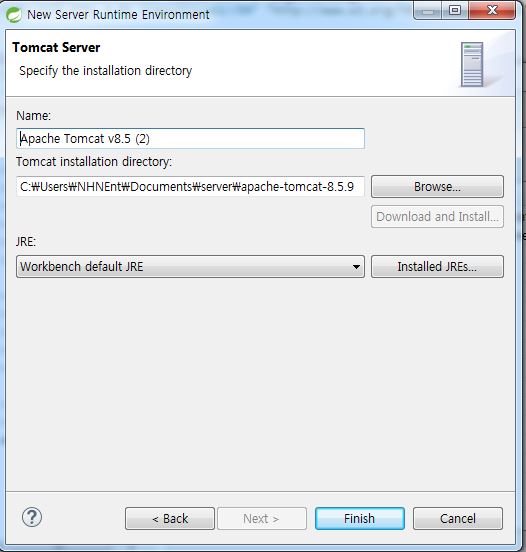 New Server Runtime Environment
Tomcat Server
Specify the installation directory
Name:
Apache Tomcat v8.5 (2)
Tomcat installation directory:
C:₩Users₩NHNEnt₩Documents₩server₩apache-tomcat-8.5.9
Browse...
Download and Install...
JRE:
Workbench default JRE
Installed JREs...
?
< Back
Next >
Finish
Cancel